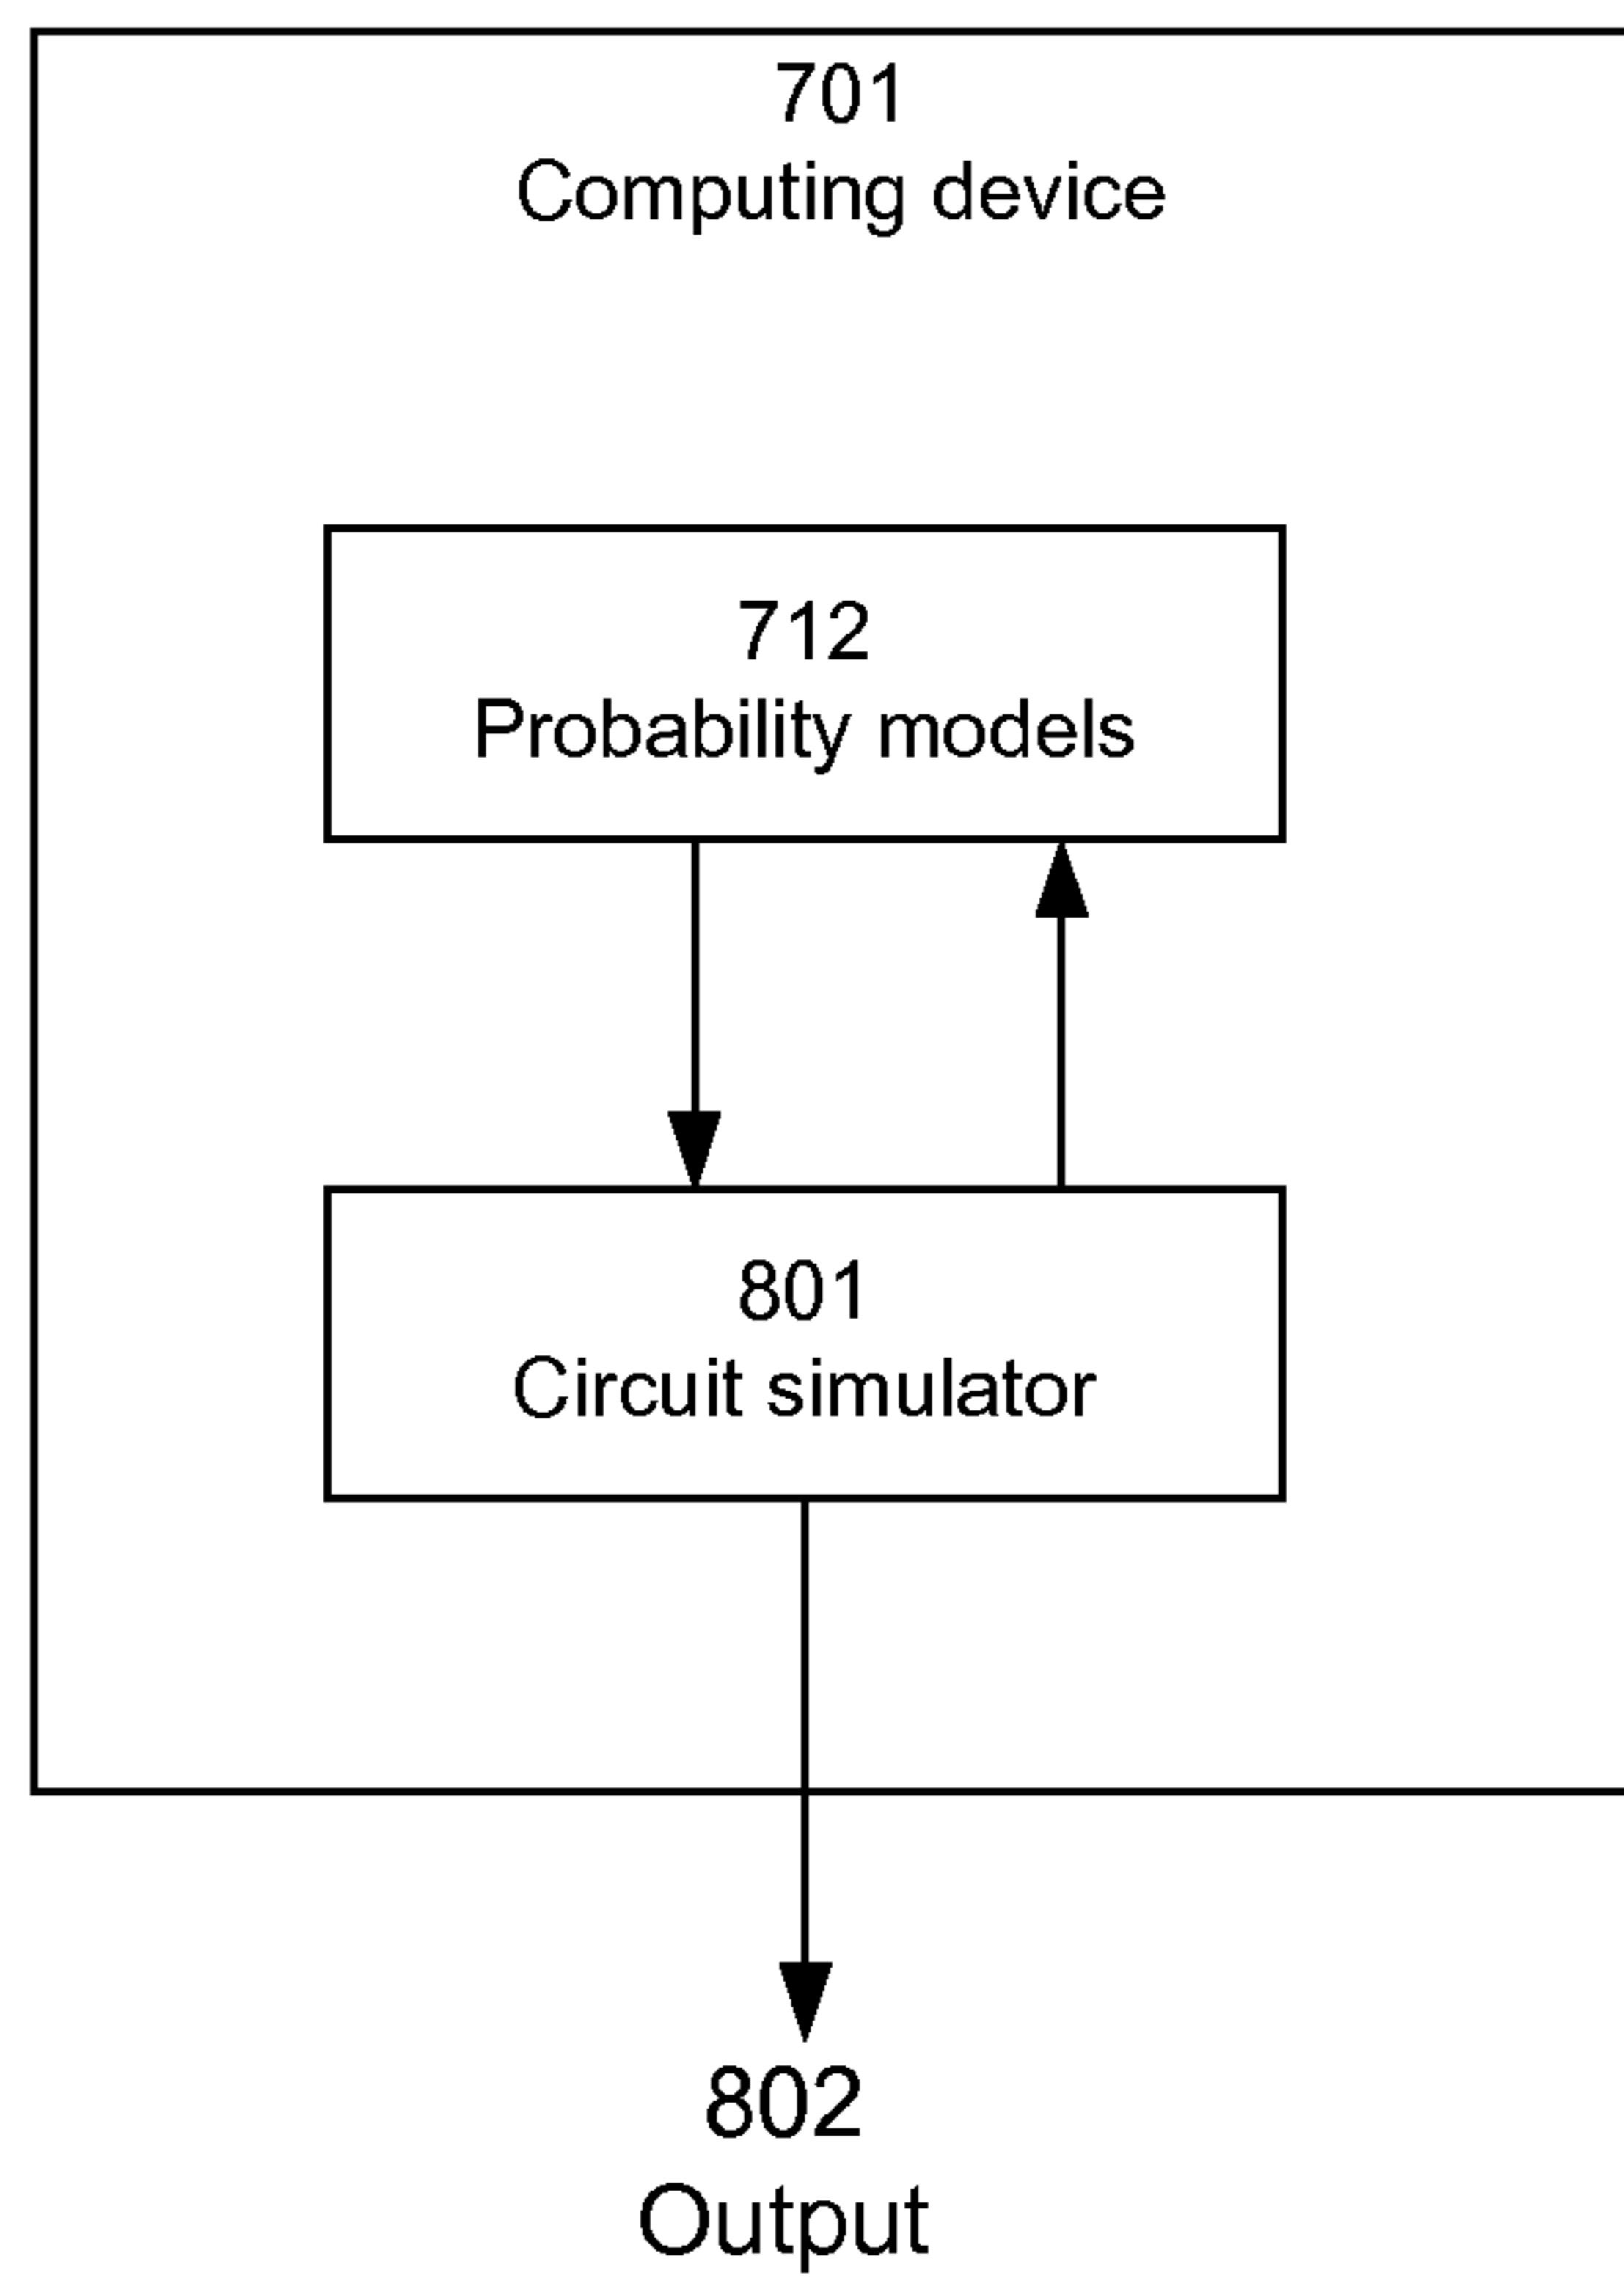 701
Computing device
712
Probability models
801
Circuit simulator
802
Output